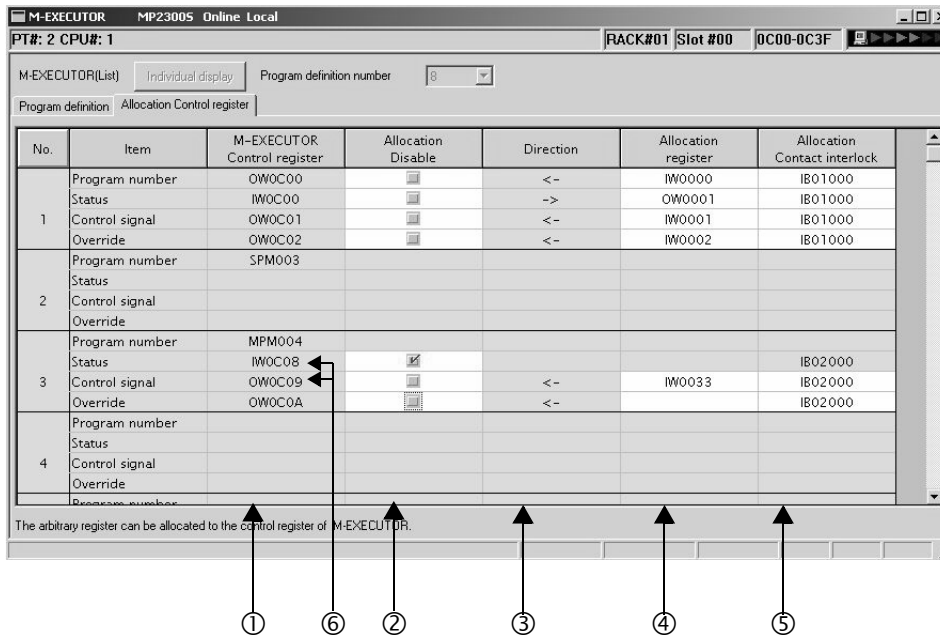 M-EXECUTOR MP2300S Online Local
PT#: 2 CPU#: 1 RACK#01 Slot #00 0C00-0C3F
M-EXECUTOR(List) Individual display Program definition number 8
Program definition Allocation Control register
No. Item M-EXECUTOR Control register Allocation Disable Direction Allocation register Allocation Contact interlock
Program number OW0C00 <- IW0000 IB01000
Status IW0C00 -> OW0001 IB01000
1 Control signal OW0C01 <- IW0001 IB01000
Override OW0C02 <- IW0002 IB01000
Program number SPM003
Status
2 Control signal
Override
Program number MPM004
Status IW0C08 IB02000
3 Control signal OW0C09 <- IW0033 IB02000
Override OW0C0A <- IB02000
Program number
Status
4 Control signal
Override
Program number
The arbitrary register can be allocated to the control register of M-EXECUTOR.
① ⑥ ② ③ ④ ⑤